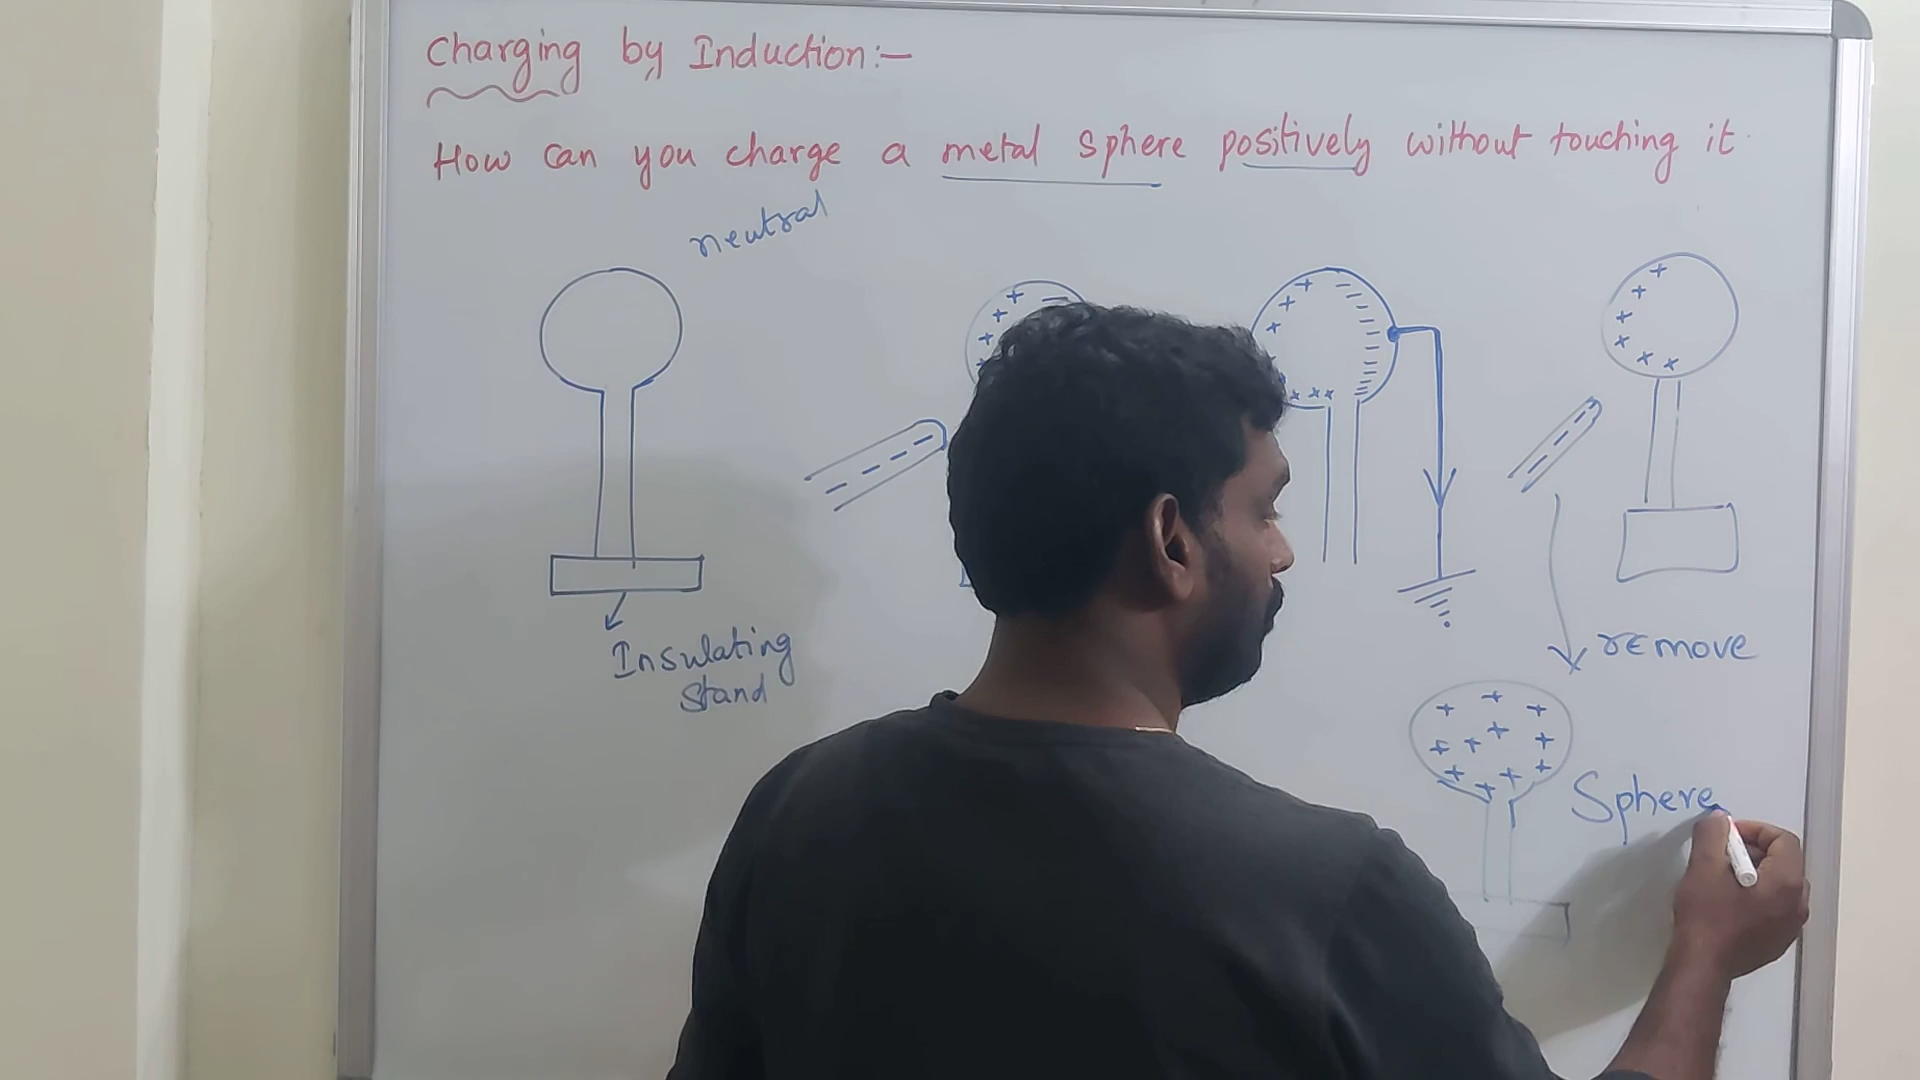 Charging by Induction:-
How can you charge a metal sphere positively without touching it.
neutral
Insulating
stand
remove
Sphere